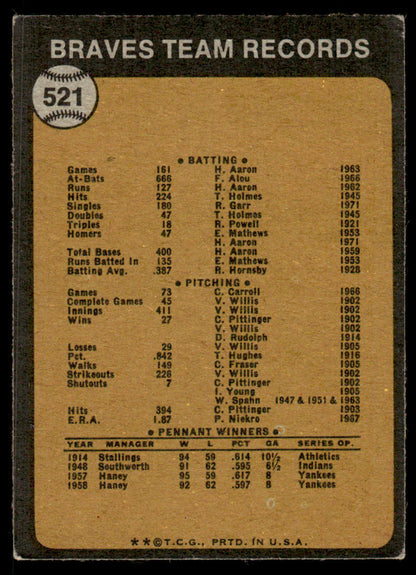 BRAVES TEAM RECORDS
521
• BATTING •
Games 161 H. Aaron 1963
At-Bats 666 F. Alou 1966
Runs 127 H. Aaron 1962
Hits 224 T. Holmes 1945
Singles 180 R. Garr 1971
Doubles 47 T. Holmes 1945
Triples 18 R. Powell 1921
Homers 47 E. Mathews 1953
H. Aaron 1971
Total Bases 400 H. Aaron 1959
Runs Batted In 135 E. Mathews 1953
Batting Avg. .387 R. Hornsby 1928
• PITCHING •
Games 73 C. Carroll 1966
Complete Games 45 V. Willis 1902
Innings 411 V. Willis 1902
Wins 27 C. Pittinger 1902
V. Willis 1902
D. Rudolph 1914
Losses 29 V. Willis 1905
Pct. .842 T. Hughes 1916
Walks 149 C. Fraser 1905
Strikeouts 226 V. Willis 1902
Shutouts 7 C. Pittinger 1902
I. Young 1905
W. Spahn 1947 & 1951 & 1963
Hits 394 C. Pittinger 1903
E.R.A. 1.87 P. Niekro 1967
• PENNANT WINNERS •
YEAR MANAGER W L PCT GA SERIES OP.
1914 Stallings 94 59 .614 10½ Athletics
1948 Southworth 91 62 .595 6½ Indians
1957 Haney 95 59 .617 8 Yankees
1958 Haney 92 62 .597 8 Yankees
**© T.C.G., PRTD. IN U.S.A.